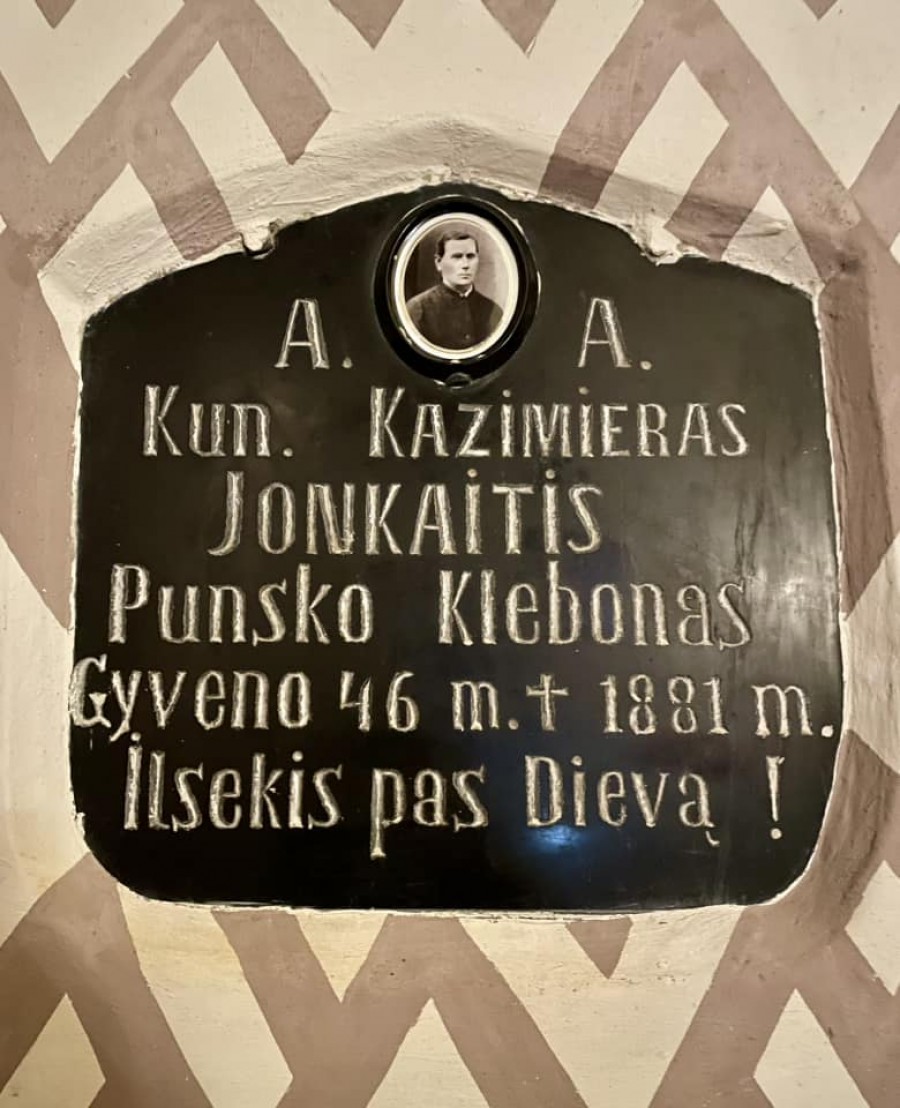 A. A.
Kun. KAZIMIERAS
JONKAITIS
Punsko Klebonas
Gyveno 46 m. † 1881 m.
Ilsekis pas Dievą !